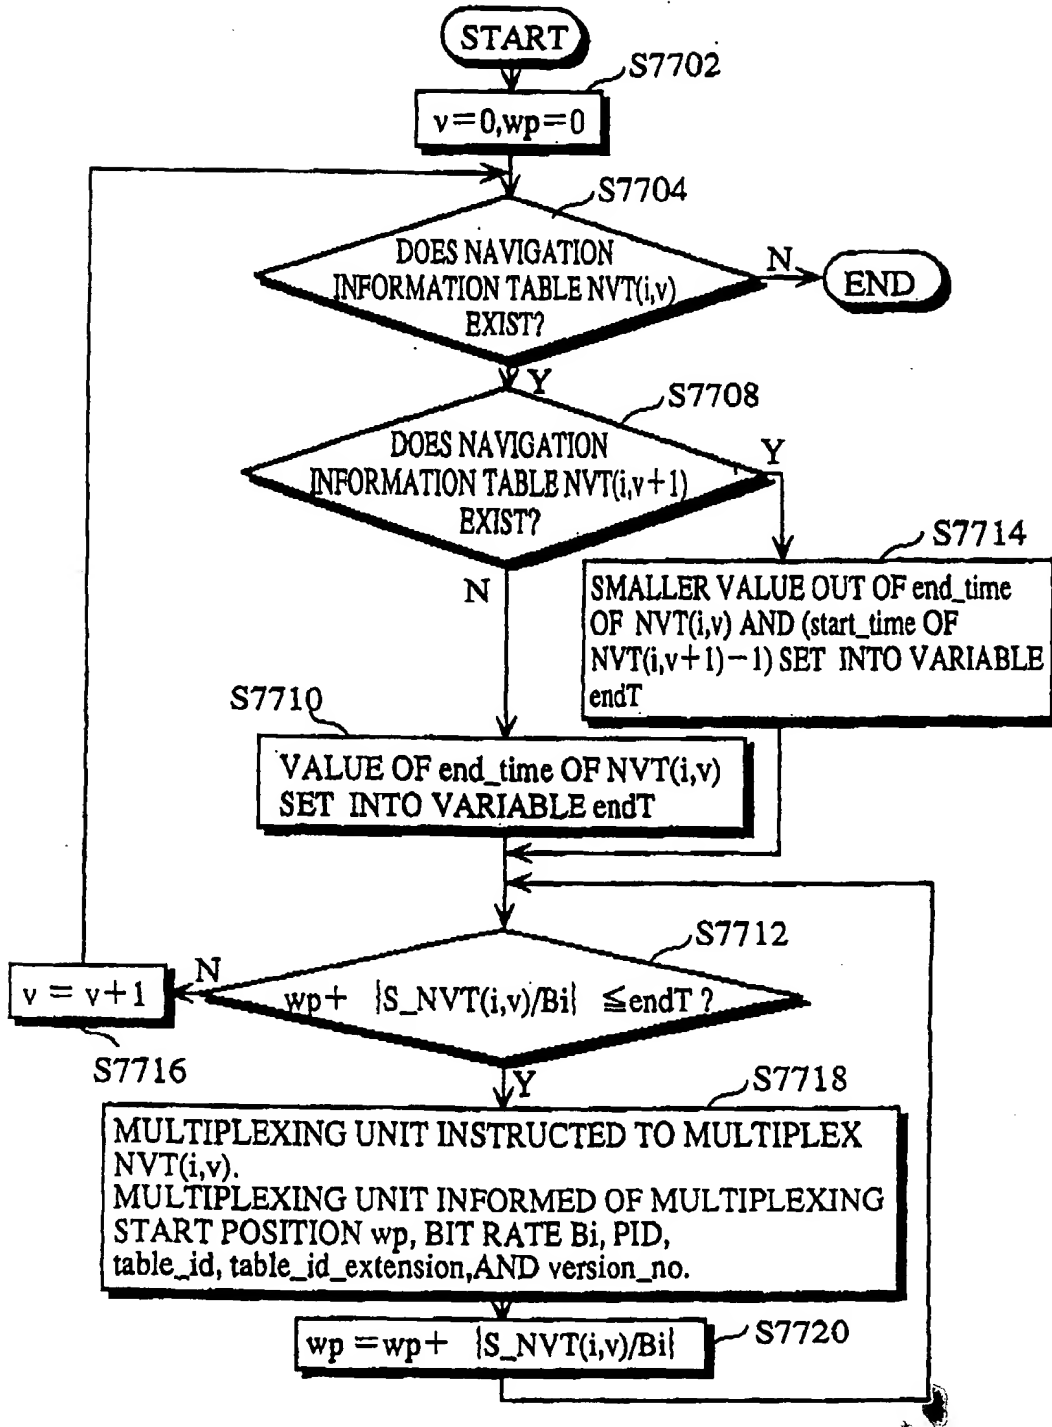 START
S7702
v=0,wp=0
S7704
DOES NAVIGATION
INFORMATION TABLE NVT(i,v)
EXIST?
N
END
Y
S7708
DOES NAVIGATION
INFORMATION TABLE NVT(i,v+1)
EXIST?
Y
N
S7714
SMALLER VALUE OUT OF end_time
OF NVT(i,v) AND (start_time OF
NVT(i,v+1)-1) SET INTO VARIABLE
endT
S7710
VALUE OF end_time OF NVT(i,v)
SET INTO VARIABLE endT
S7712
wp+ |S_NVT(i,v)/Bi| ≦endT?
N
v = v+1
S7716
Y
S7718
MULTIPLEXING UNIT INSTRUCTED TO MULTIPLEX
NVT(i,v).
MULTIPLEXING UNIT INFORMED OF MULTIPLEXING
START POSITION wp, BIT RATE Bi, PID,
table_id, table_id_extension,AND version_no.
wp =wp+ |S_NVT(i,v)/Bi|
S7720